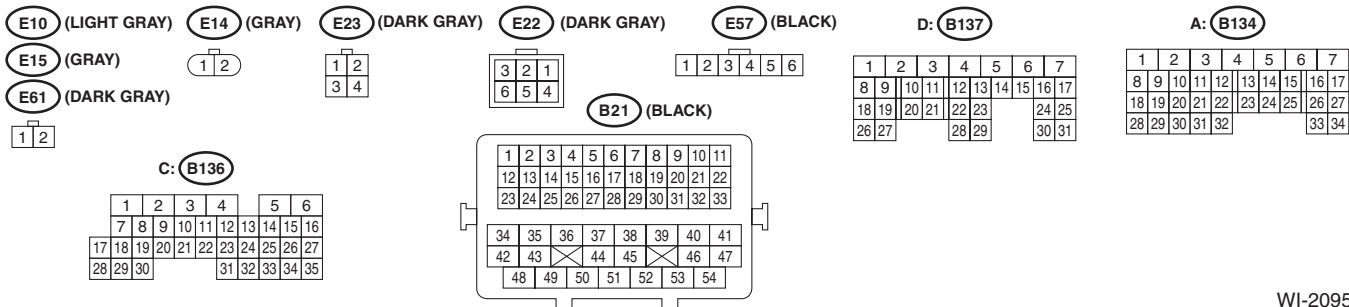 E10 (LIGHT GRAY) E14 (GRAY) E23 (DARK GRAY) E22 (DARK GRAY) E57 (BLACK) D: B137 A: B134
E15 (GRAY)
E61 (DARK GRAY)
1 2
1 2
3 4
3 2 1
6 5 4
1 2 3 4 5 6
1 2
1 2 3 4 5 6 7
8 9 10 11 12 13 14 15 16 17
18 19 20 21 22 23 24 25
26 27 28 29 30 31
1 2 3 4 5 6 7
8 9 10 11 12 13 14 15 16 17
18 19 20 21 22 23 24 25 26 27
28 29 30 31 32 33 34
C: B136
1 2 3 4 5 6
7 8 9 10 11 12 13 14 15 16
17 18 19 20 21 22 23 24 25 26 27
28 29 30 31 32 33 34 35
B21 (BLACK)
1 2 3 4 5 6 7 8 9 10 11
12 13 14 15 16 17 18 19 20 21 22
23 24 25 26 27 28 29 30 31 32 33
34 35 36 37 38 39 40 41
42 43 44 45 46 47
48 49 50 51 52 53 54
WI-2095